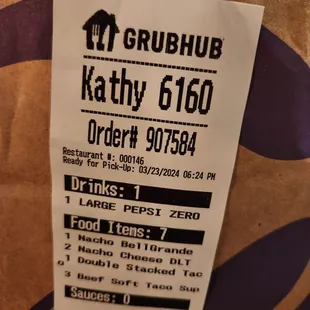 GRUBHUB
Kathy 6160
Order# 907584
Restaurant #: 000146
Ready for Pick-Up: 03/23/2024 06:24 PM
Drinks: 1
1 LARGE PEPSI ZERO
Food Items: 7
1 Nacho BellGrande
2 Nacho Cheese DLT
1 Double Stacked Tac
o
3 Beef Soft Taco Sup
Sauces: 0